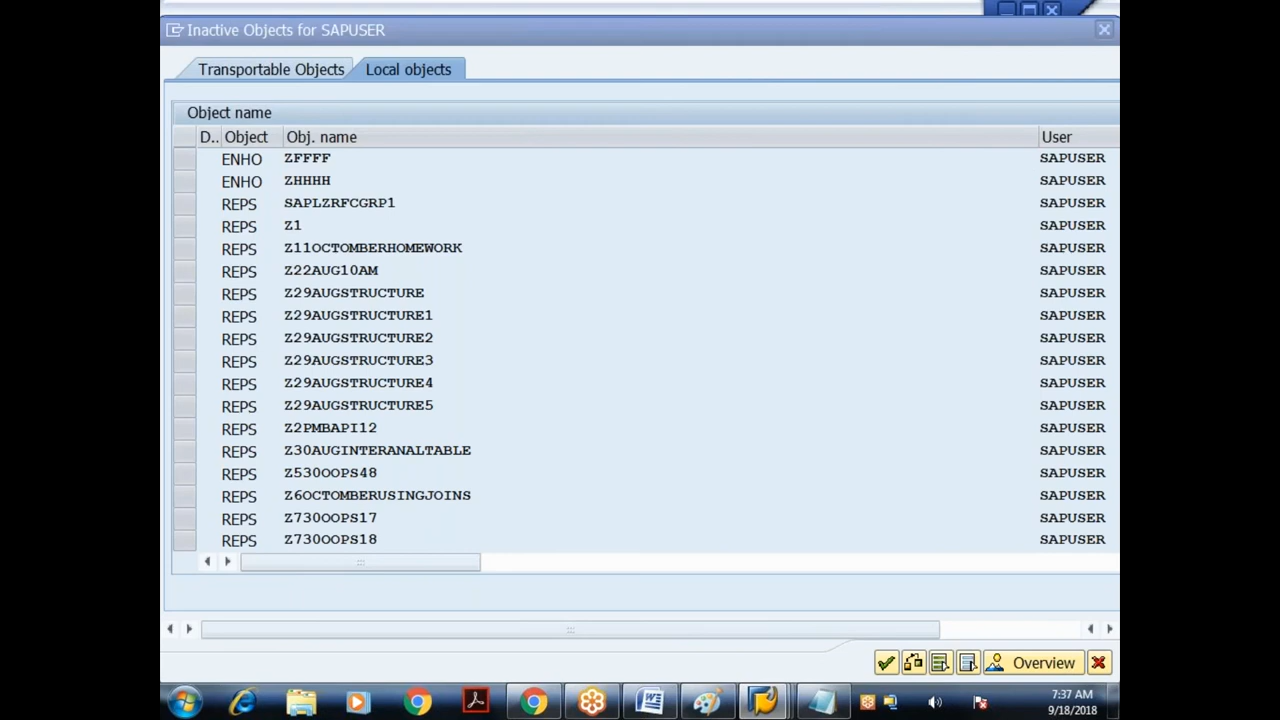 Inactive Objects for SAPUSER
Transportable Objects Local objects
Object name
D.. Object Obj. name User
ENHO ZFFFF SAPUSER
ENHO ZHHHH SAPUSER
REPS SAPLZRFCGRP1 SAPUSER
REPS Z1 SAPUSER
REPS Z11OCTOMBERHOMEWORK SAPUSER
REPS Z22AUG10AM SAPUSER
REPS Z29AUGSTRUCTURE SAPUSER
REPS Z29AUGSTRUCTURE1 SAPUSER
REPS Z29AUGSTRUCTURE2 SAPUSER
REPS Z29AUGSTRUCTURE3 SAPUSER
REPS Z29AUGSTRUCTURE4 SAPUSER
REPS Z29AUGSTRUCTURE5 SAPUSER
REPS Z2PMBAPI12 SAPUSER
REPS Z30AUGINTERANALTABLE SAPUSER
REPS Z530OOPS48 SAPUSER
REPS Z6OCTOMBERUSINGJOINS SAPUSER
REPS Z730OOPS17 SAPUSER
REPS Z730OOPS18 SAPUSER
Overview
7:37 AM
9/18/2018